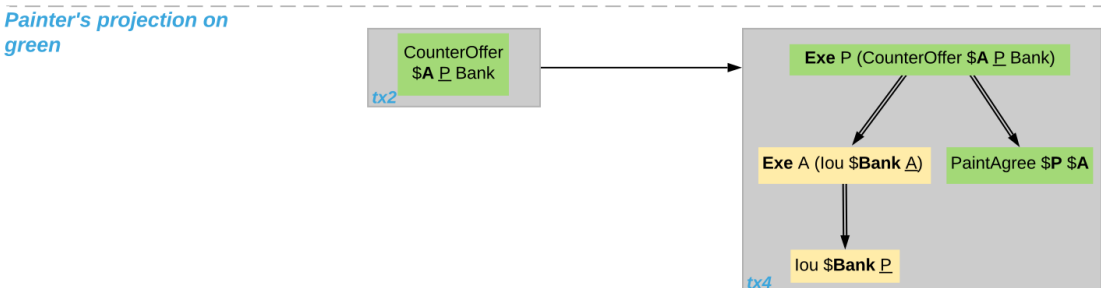 Painter's projection on
green
CounterOffer
$A P Bank
tx2
Exe P (CounterOffer $A P Bank)
Exe A (Iou $Bank A)
PaintAgree $P $A
Iou $Bank P
tx4